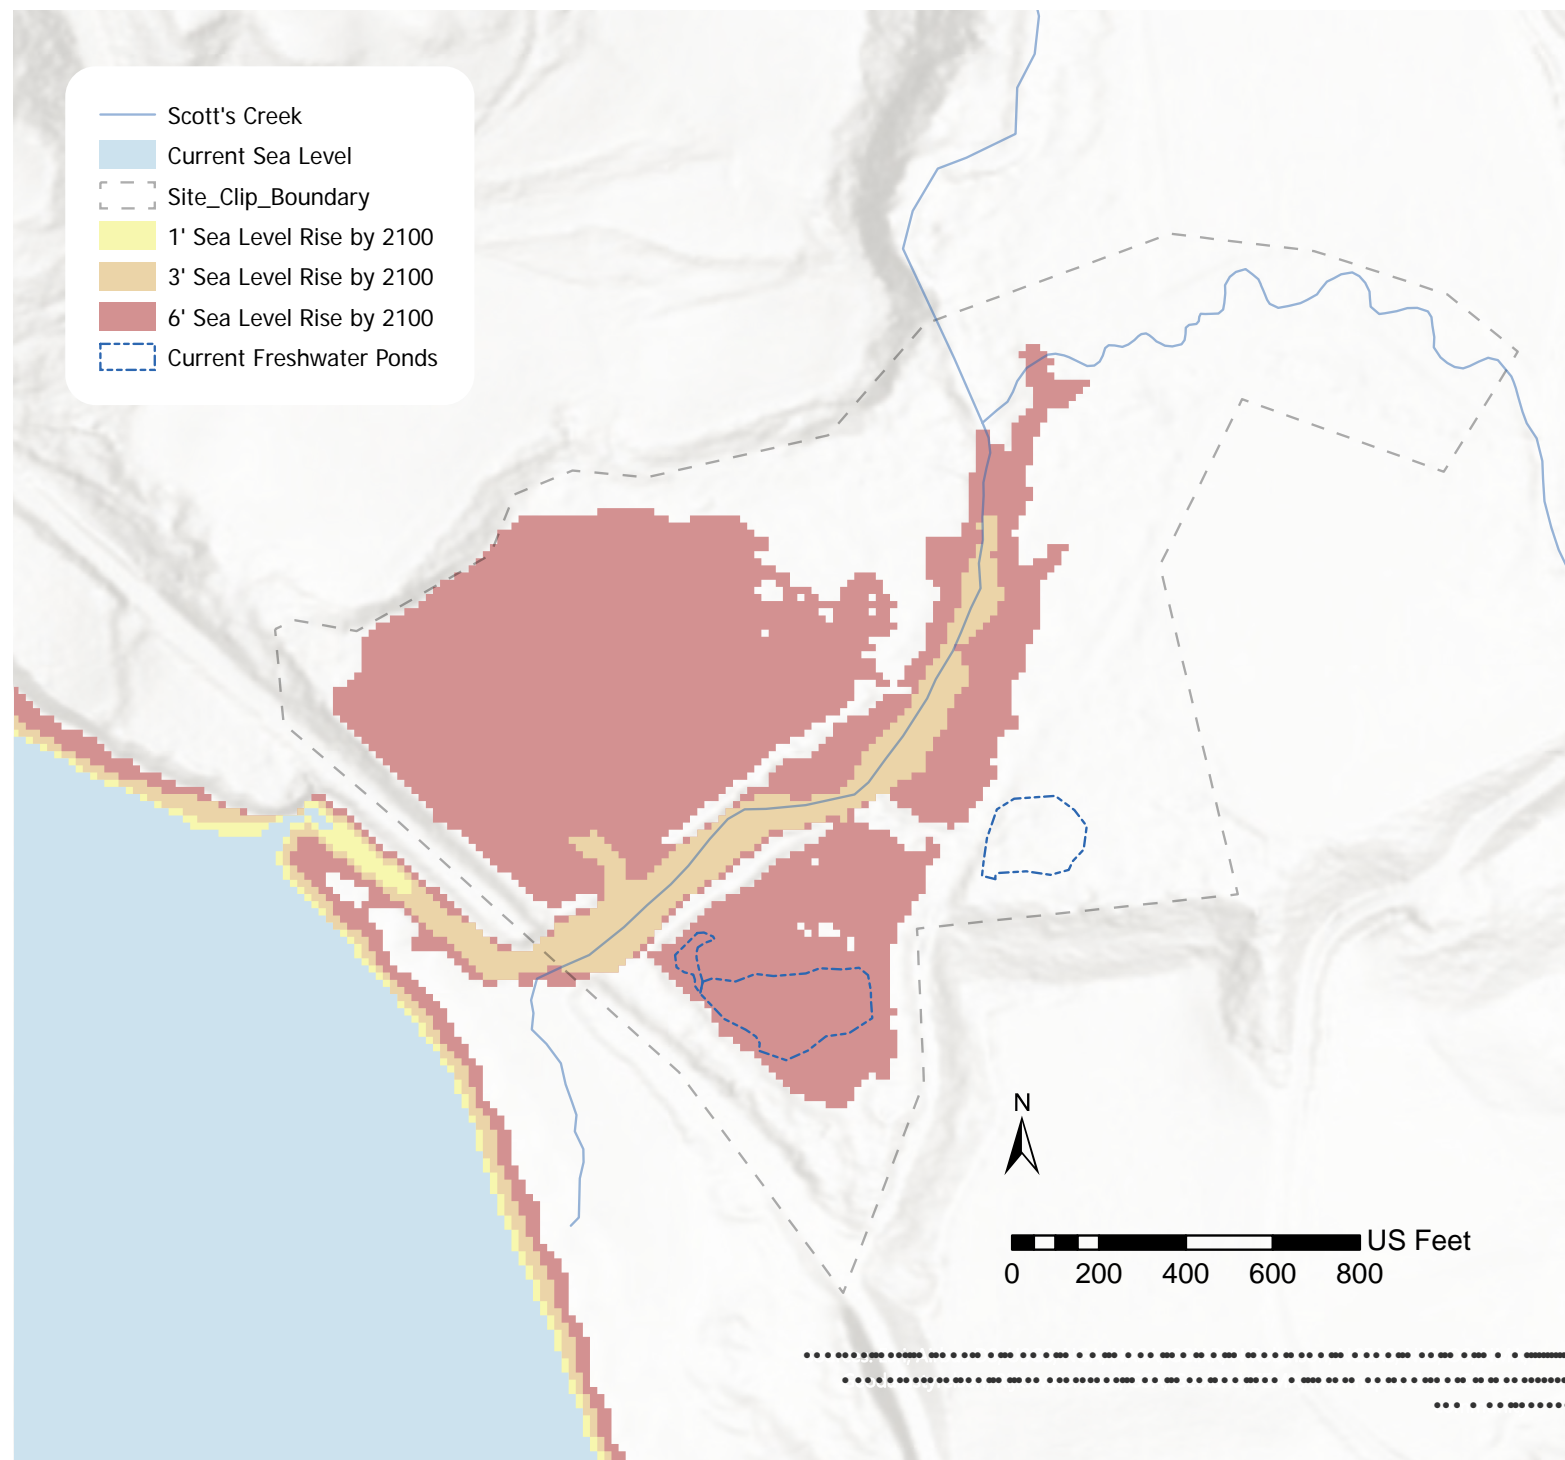 Scott's Creek
Current Sea Level
Site_Clip_Boundary
1' Sea Level Rise by 2100
3' Sea Level Rise by 2100
6' Sea Level Rise by 2100
Current Freshwater Ponds
N
US Feet
0 200 400 600 800